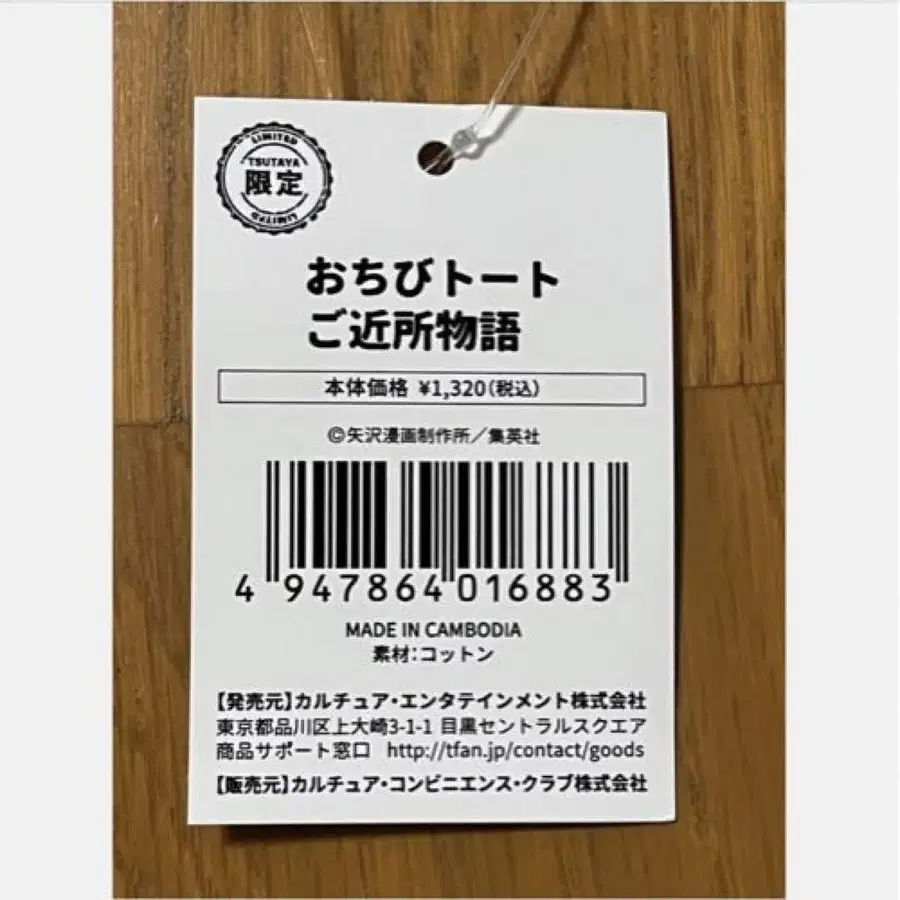 LIMITED
TSUTAYA
限定
LIMITED
おちびトート
ご近所物語
本体価格 ¥1,320(税込)
©矢沢漫画制作所／集英社
4 947864 016883
MADE IN CAMBODIA
素材：コットン
【発売元】カルチュア・エンタテインメント株式会社
東京都品川区上大崎3-1-1 目黒セントラルスクエア
商品サポート窓口 http://tfan.jp/contact/goods
【販売元】カルチュア・コンビニエンス・クラブ株式会社